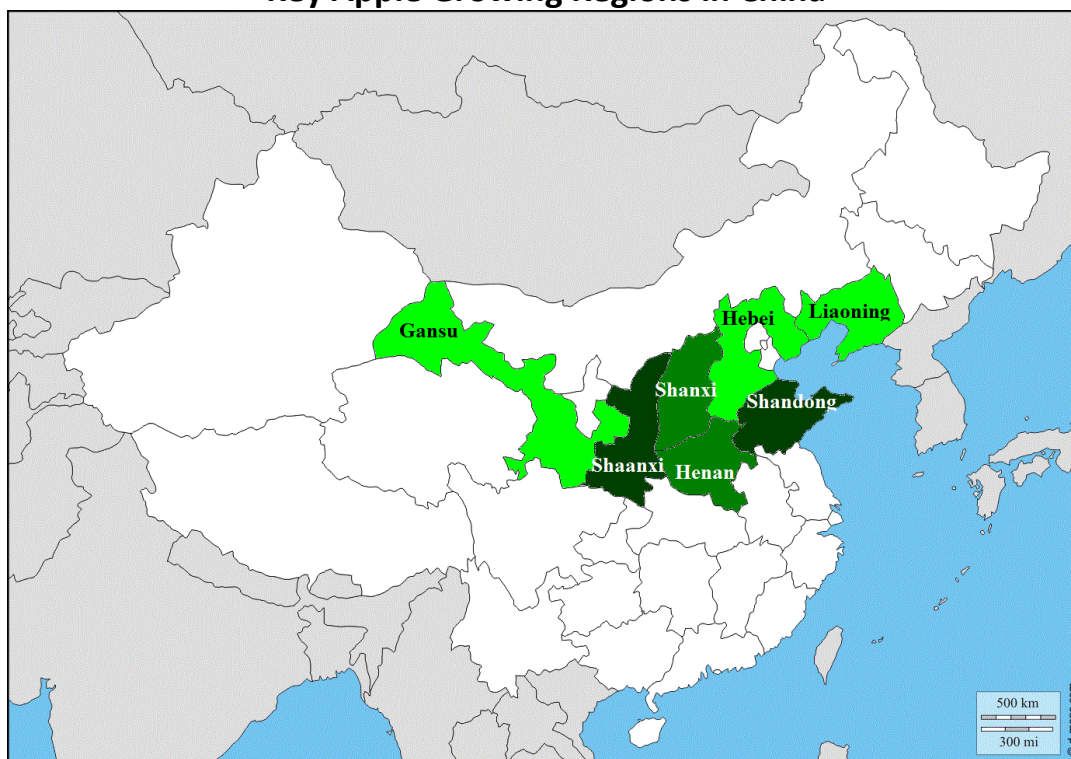 Key Apple Growing Regions in China
Gansu
Hebei
Liaoning
Shanxi
Shandong
Shaanxi
Henan
500 km
300 mi